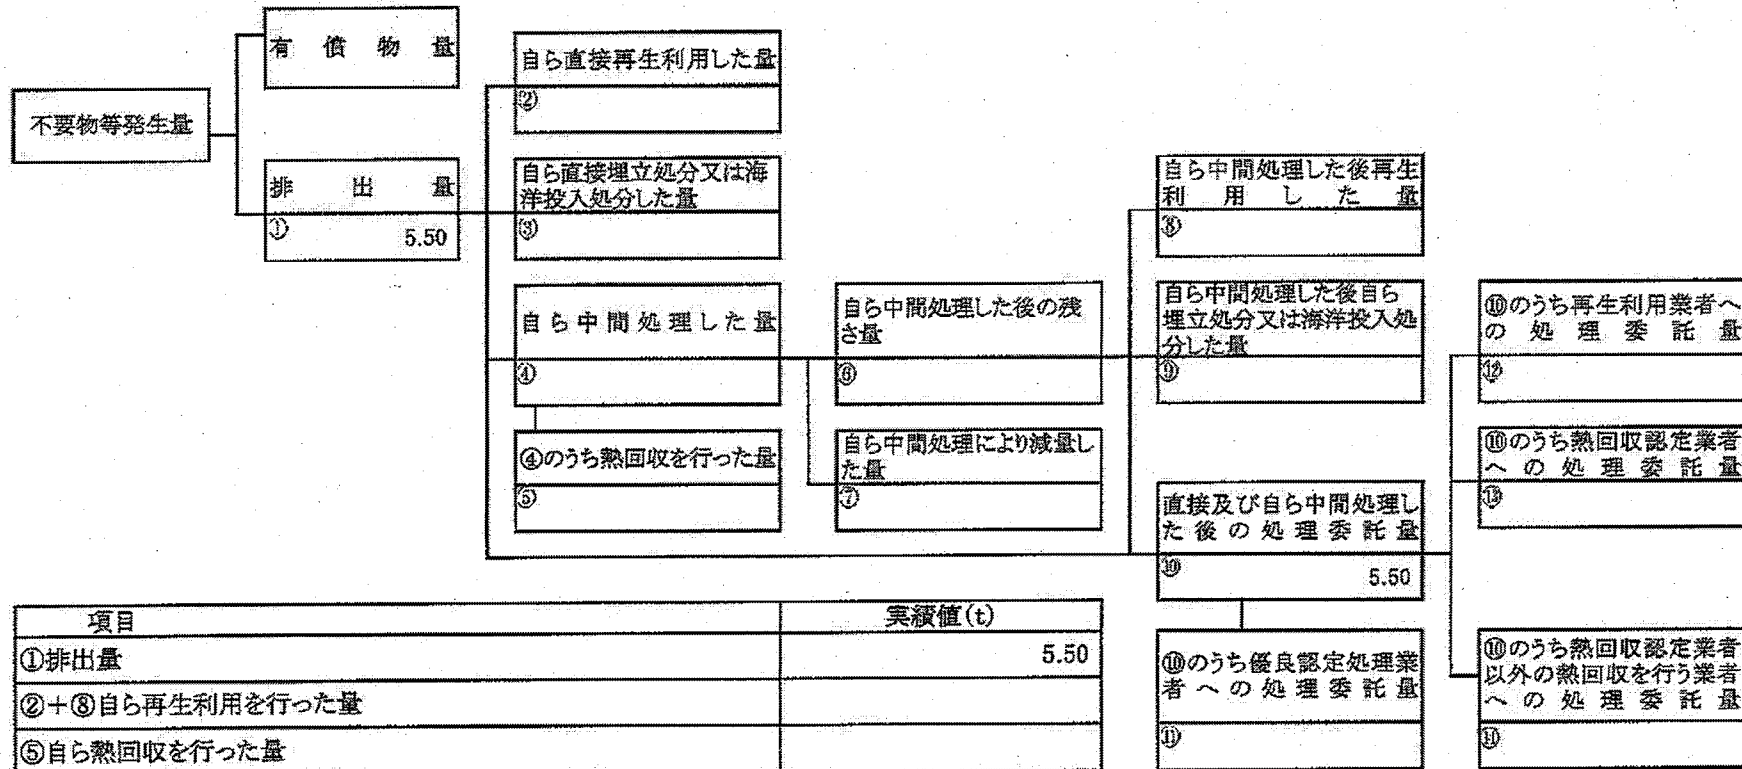 有償物量
不要物等発生量
排出量
①
5.50
自ら直接再生利用した量
②
自ら直接埋立処分又は海
洋投入処分した量
③
自ら中間処理した量
④
④のうち熱回収を行った量
⑤
自ら中間処理した後の残
さ量
⑥
自ら中間処理により減量し
た量
⑦
自ら中間処理した後再生
利用した量
⑧
自ら中間処理した後自ら
埋立処分又は海洋投入処
分した量
⑨
直接及び自ら中間処理し
た後の処理委託量
⑩
5.50
⑩のうち優良認定処理業
者への処理委託量
⑪
⑩のうち再生利用業者へ
の処理委託量
⑫
⑩のうち熱回収認定業者
への処理委託量
⑬
⑩のうち熱回収認定業者
以外の熱回収を行う業者
への処理委託量
項目 実績値(t)
①排出量 5.50
②+⑧自ら再生利用を行った量
⑤自ら熱回収を行った量